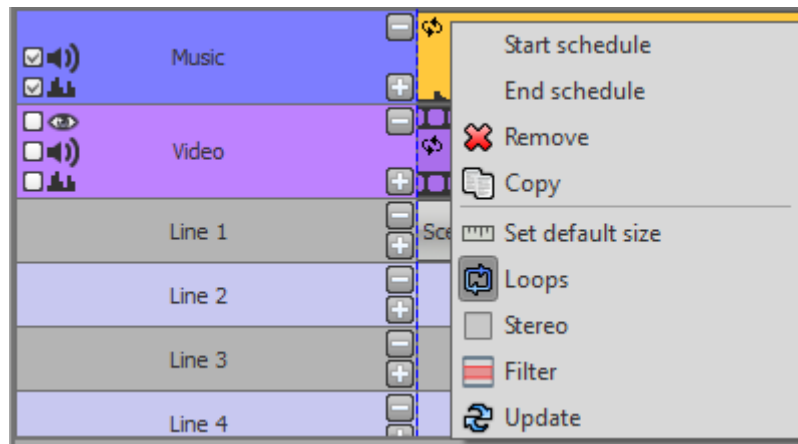 Music
Video
Line 1
Sce
Line 2
Line 3
Line 4
Start schedule
End schedule
Remove
Copy
Set default size
Loops
Stereo
Filter
Update